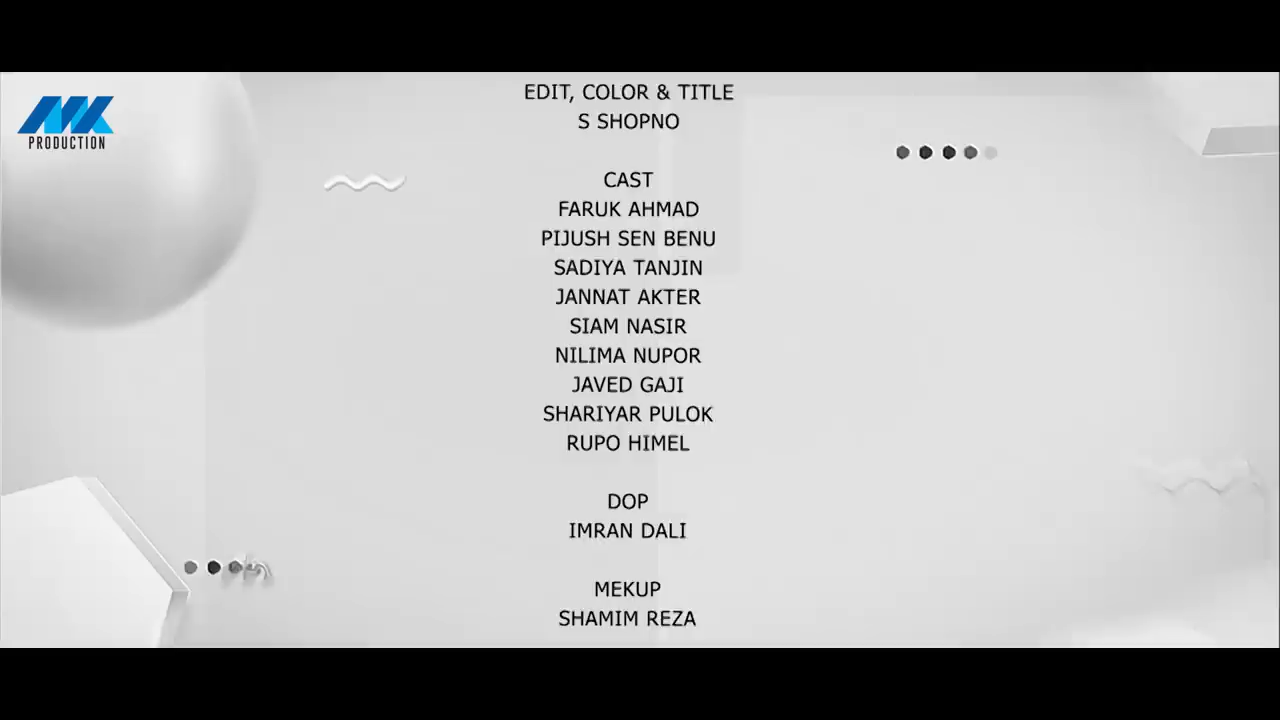 MK
PRODUCTION
EDIT, COLOR & TITLE
S SHOPNO
CAST
FARUK AHMAD
PIJUSH SEN BENU
SADIYA TANJIN
JANNAT AKTER
SIAM NASIR
NILIMA NUPOR
JAVED GAJI
SHARIYAR PULOK
RUPO HIMEL
DOP
IMRAN DALI
MEKUP
SHAMIM REZA